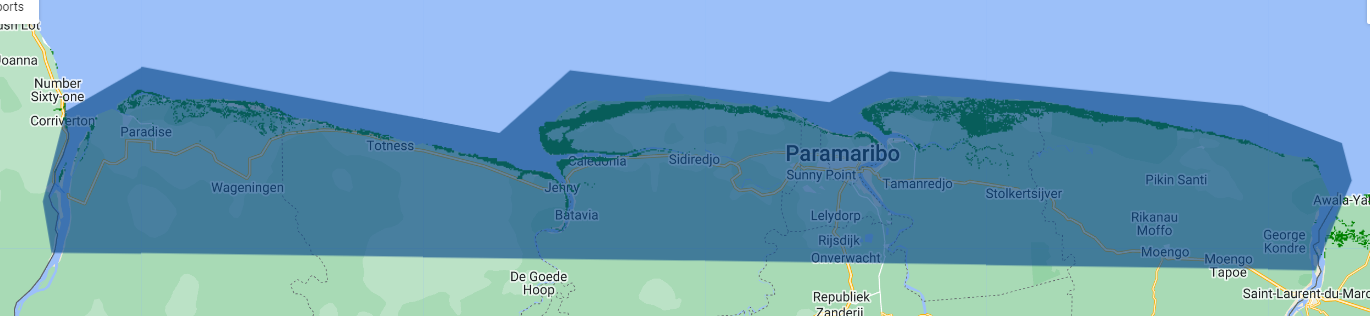 ports
ush Lot
Joanna
Number
Sixty-one
Corriverton
Paradise
Totness
Wageningen
Caledonia
Sidiredjo
Paramaribo
Sunny Point
Jenny
Batavia
Tamanredjo
Stolkertsijver
Pikin Santi
Awala-Ya
Lelydorp
Rikanau
Moffo
Rijsdijk
Onverwacht
George
Kondre
Moengo
Moengo
Tapoe
De Goede
Hoop
Republiek
Zanderij
Saint-Laurent-du-Maro